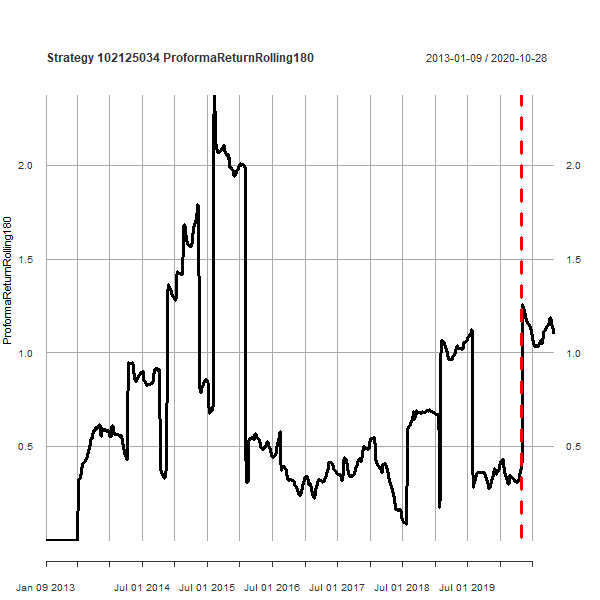 Strategy 102125034 ProformaReturnRolling180
2013-01-09 / 2020-10-28
ProformaReturnRolling180
2.0
1.5
1.0
0.5
2.0
1.5
1.0
0.5
Jan 09 2013
Jul 01 2014
Jul 01 2015
Jul 01 2016
Jul 01 2017
Jul 01 2018
Jul 01 2019